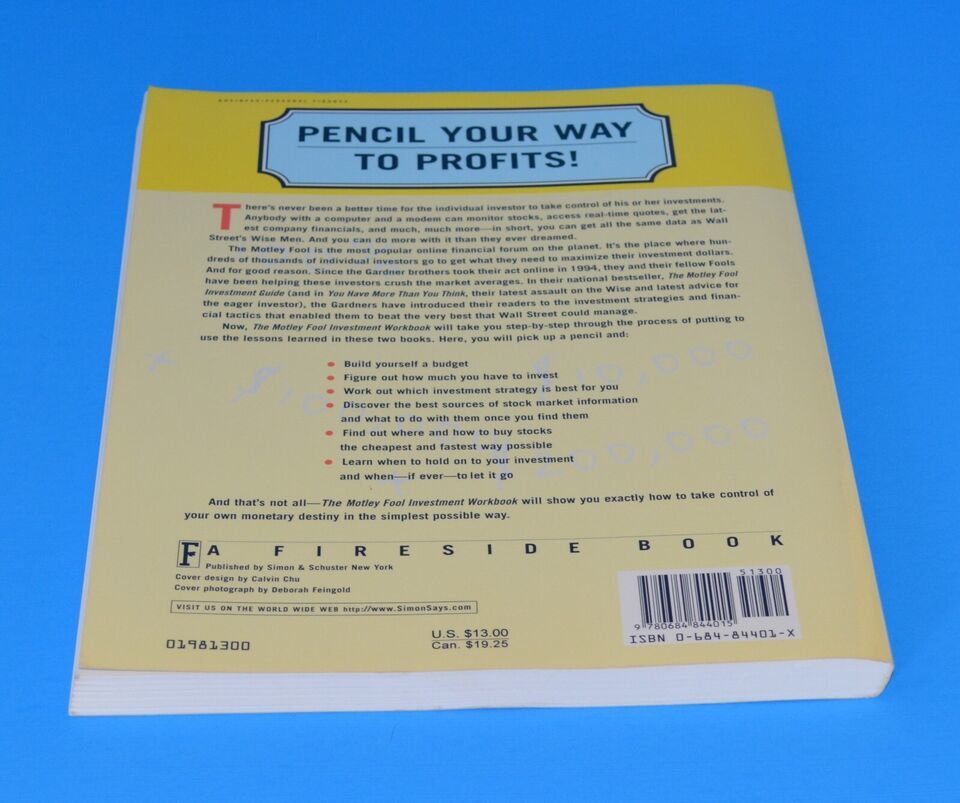 BUSINESS/PERSONAL FINANCE
PENCIL YOUR WAY
TO PROFITS!
There's never been a better time for the individual investor to take control of his or her investments.
Anybody with a computer and a modem can monitor stocks, access real-time quotes, get the lat-
est company financials, and much, much more—in short, you can get all the same data as Wall
Street's Wise Men. And you can do more with it than they ever dreamed.
The Motley Fool is the most popular online financial forum on the planet. It's the place where hun-
dreds of thousands of individual investors go to get what they need to maximize their investment dollars.
And for good reason. Since the Gardner brothers took their act online in 1994, they and their fellow Fools
have been helping these investors crush the market averages. In their national bestseller, The Motley Fool
Investment Guide (and in You Have More Than You Think, their latest assault on the Wise and latest advice for
the eager investor), the Gardners have introduced their readers to the investment strategies and finan-
cial tactics that enabled them to beat the very best that Wall Street could manage.
Now, The Motley Fool Investment Workbook will take you step-by-step through the process of putting to
use the lessons learned in these two books. Here, you will pick up a pencil and:
• Build yourself a budget
• Figure out how much you have to invest
• Work out which investment strategy is best for you
• Discover the best sources of stock market information
and what to do with them once you find them
• Find out where and how to buy stocks
the cheapest and fastest way possible
• Learn when to hold on to your investment
and when—if ever—to let it go
And that's not all—The Motley Fool Investment Workbook will show you exactly how to take control of
your own monetary destiny in the simplest possible way.
F A FIRESIDE BOOK
Published by Simon & Schuster New York
Cover design by Calvin Chu
Cover photograph by Deborah Feingold
VISIT US ON THE WORLD WIDE WEB http://www.SimonSays.com
01981300
U.S. $13.00
Can. $19.25
51300
9 780684 844015
ISBN 0-684-84401-X